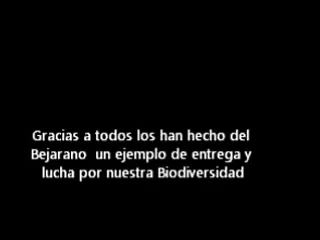 Gracias a todos los han hecho del
Bejarano  un ejemplo de entrega y
lucha por nuestra Biodiversidad